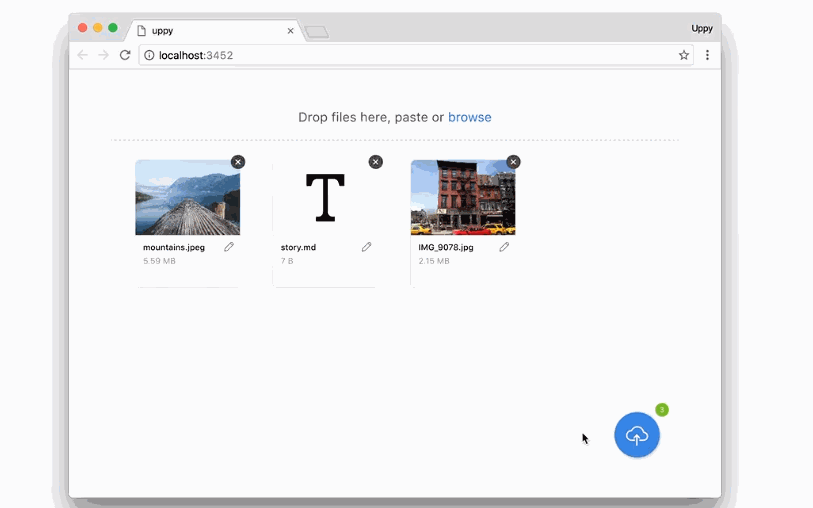 uppy
Uppy
localhost:3452
Drop files here, paste or browse
T
mountains.jpeg
5.59 MB
story.md
7 B
IMG_9078.jpg
2.15 MB
3